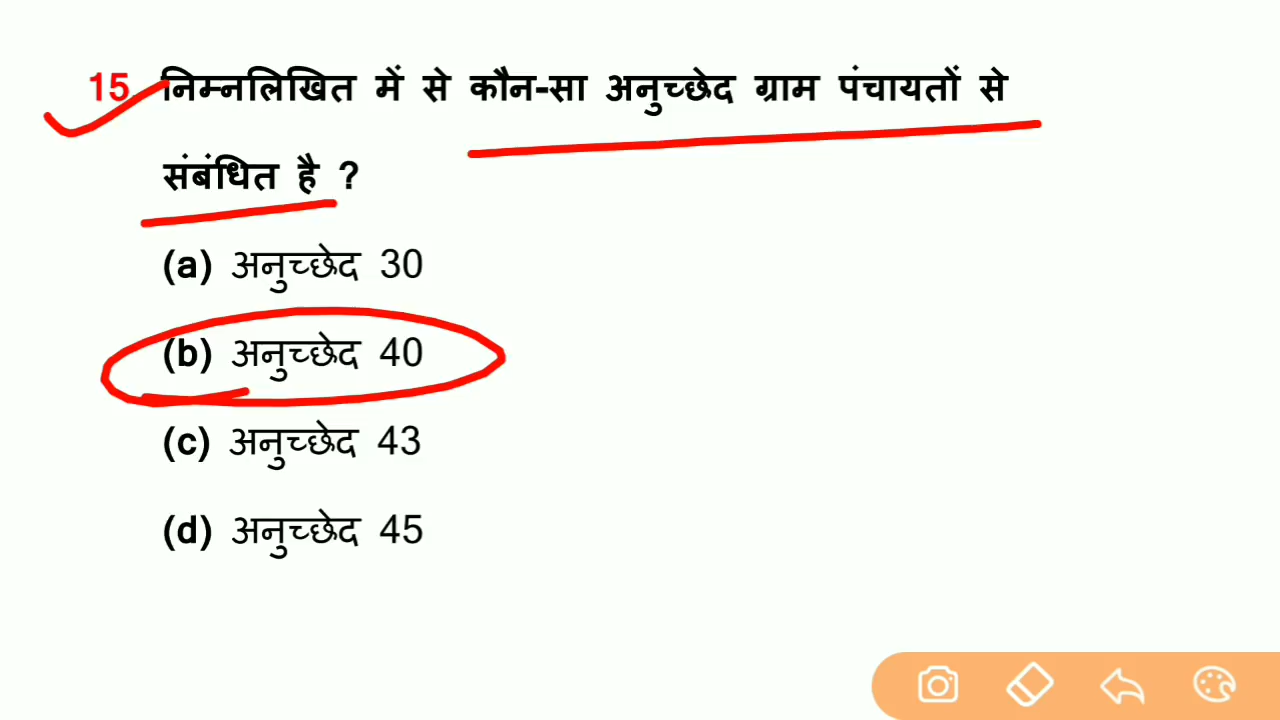 15. निम्नलिखित में से कौन-सा अनुच्छेद ग्राम पंचायतों से
संबंधित है ?
(a) अनुच्छेद 30
(b) अनुच्छेद 40
(c) अनुच्छेद 43
(d) अनुच्छेद 45